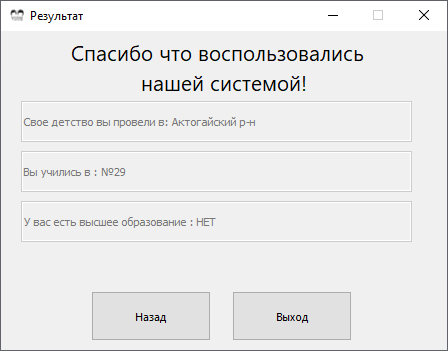 Результат
Спасибо что воспользовались
нашей системой!
Свое детство вы провели в: Актогайский р-н
Вы учились в : №29
У вас есть высшее образование : НЕТ
Назад
Выход